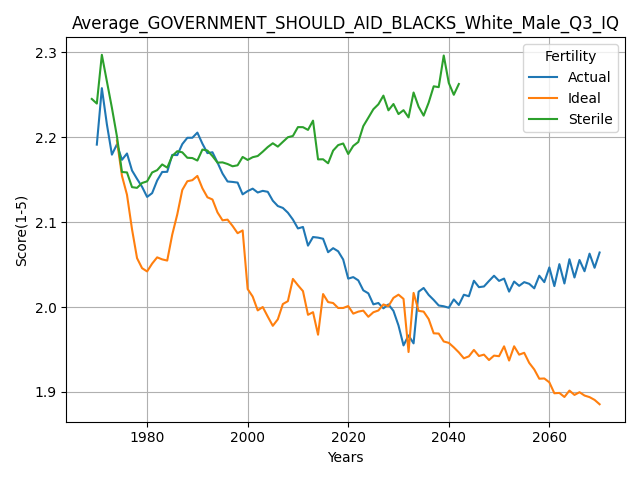 Average_GOVERNMENT_SHOULD_AID_BLACKS_White_Male_Q3_IQ
Fertility
Actual
Ideal
Sterile
Score(1-5)
2.3
2.2
2.1
2.0
1.9
1980 2000 2020 2040 2060
Years